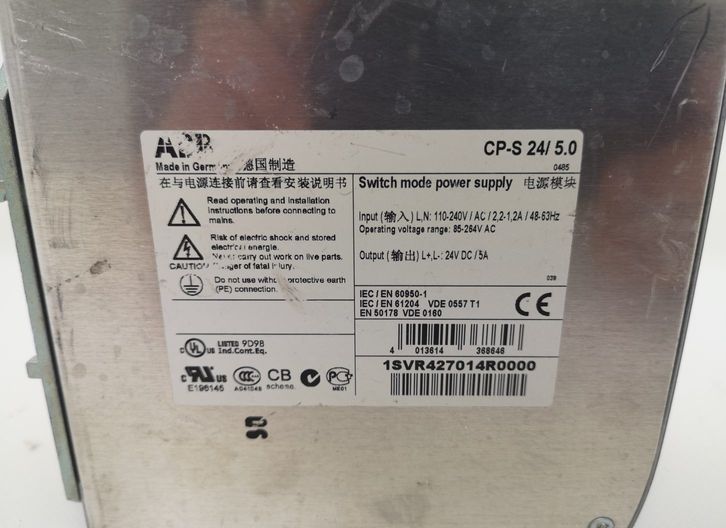 ABB
Made in Germany 德国制造
CP-S 24/ 5.0
0485
在与电源连接前请查看安装说明书
Switch mode power supply 电源模块
Read operating and installation
instructions before connecting to
mains.
Input (输入) L,N: 110-240V / AC / 2,2-1,2A / 48-63Hz
Operating voltage range: 85-264V AC
Risk of electric shock and stored
electrical energie.
Never carry out work on live parts.
CAUTION! Danger of fatal injury.
Output (输出) L+,L-: 24V DC / 5A
Do not use without protective earth
(PE) connection.
IEC / EN 60950-1
IEC / EN 61204 VDE 0557 T1
EN 50178 VDE 0160
CE
c UL us LISTED 9D98
Ind.Cont.Eq.
4 013614 368646
1SVR427014R0000
c us
E196145
CCC
CB
scheme